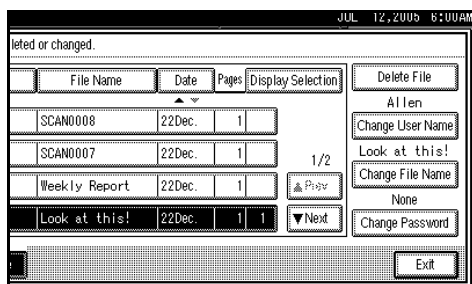 JUL 12,2005 6:00AM
leted or changed.
File Name Date Pages Display Selection Delete File
Allen
SCAN0008 22Dec. 1 Change User Name
Look at this!
SCAN0007 22Dec. 1 1/2
Change File Name
Weekly Report 22Dec. 1 ▲Prev
None
Look at this! 22Dec. 1 1 ▼Next Change Password
Exit